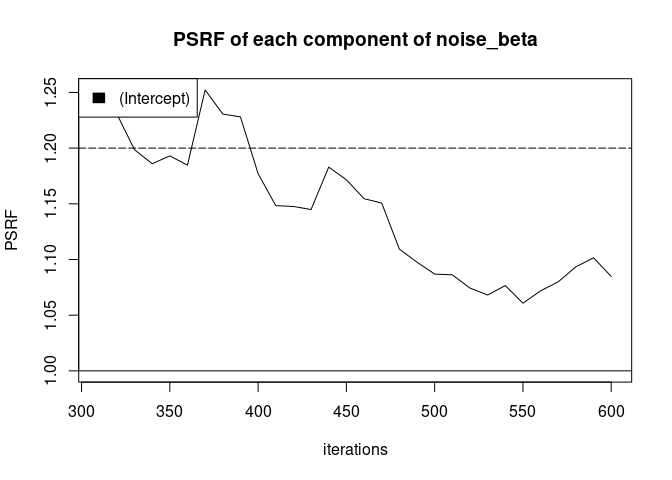 PSRF of each component of noise_beta
(Intercept)
PSRF
1.25
1.20
1.15
1.10
1.05
1.00
300 350 400 450 500 550 600
iterations